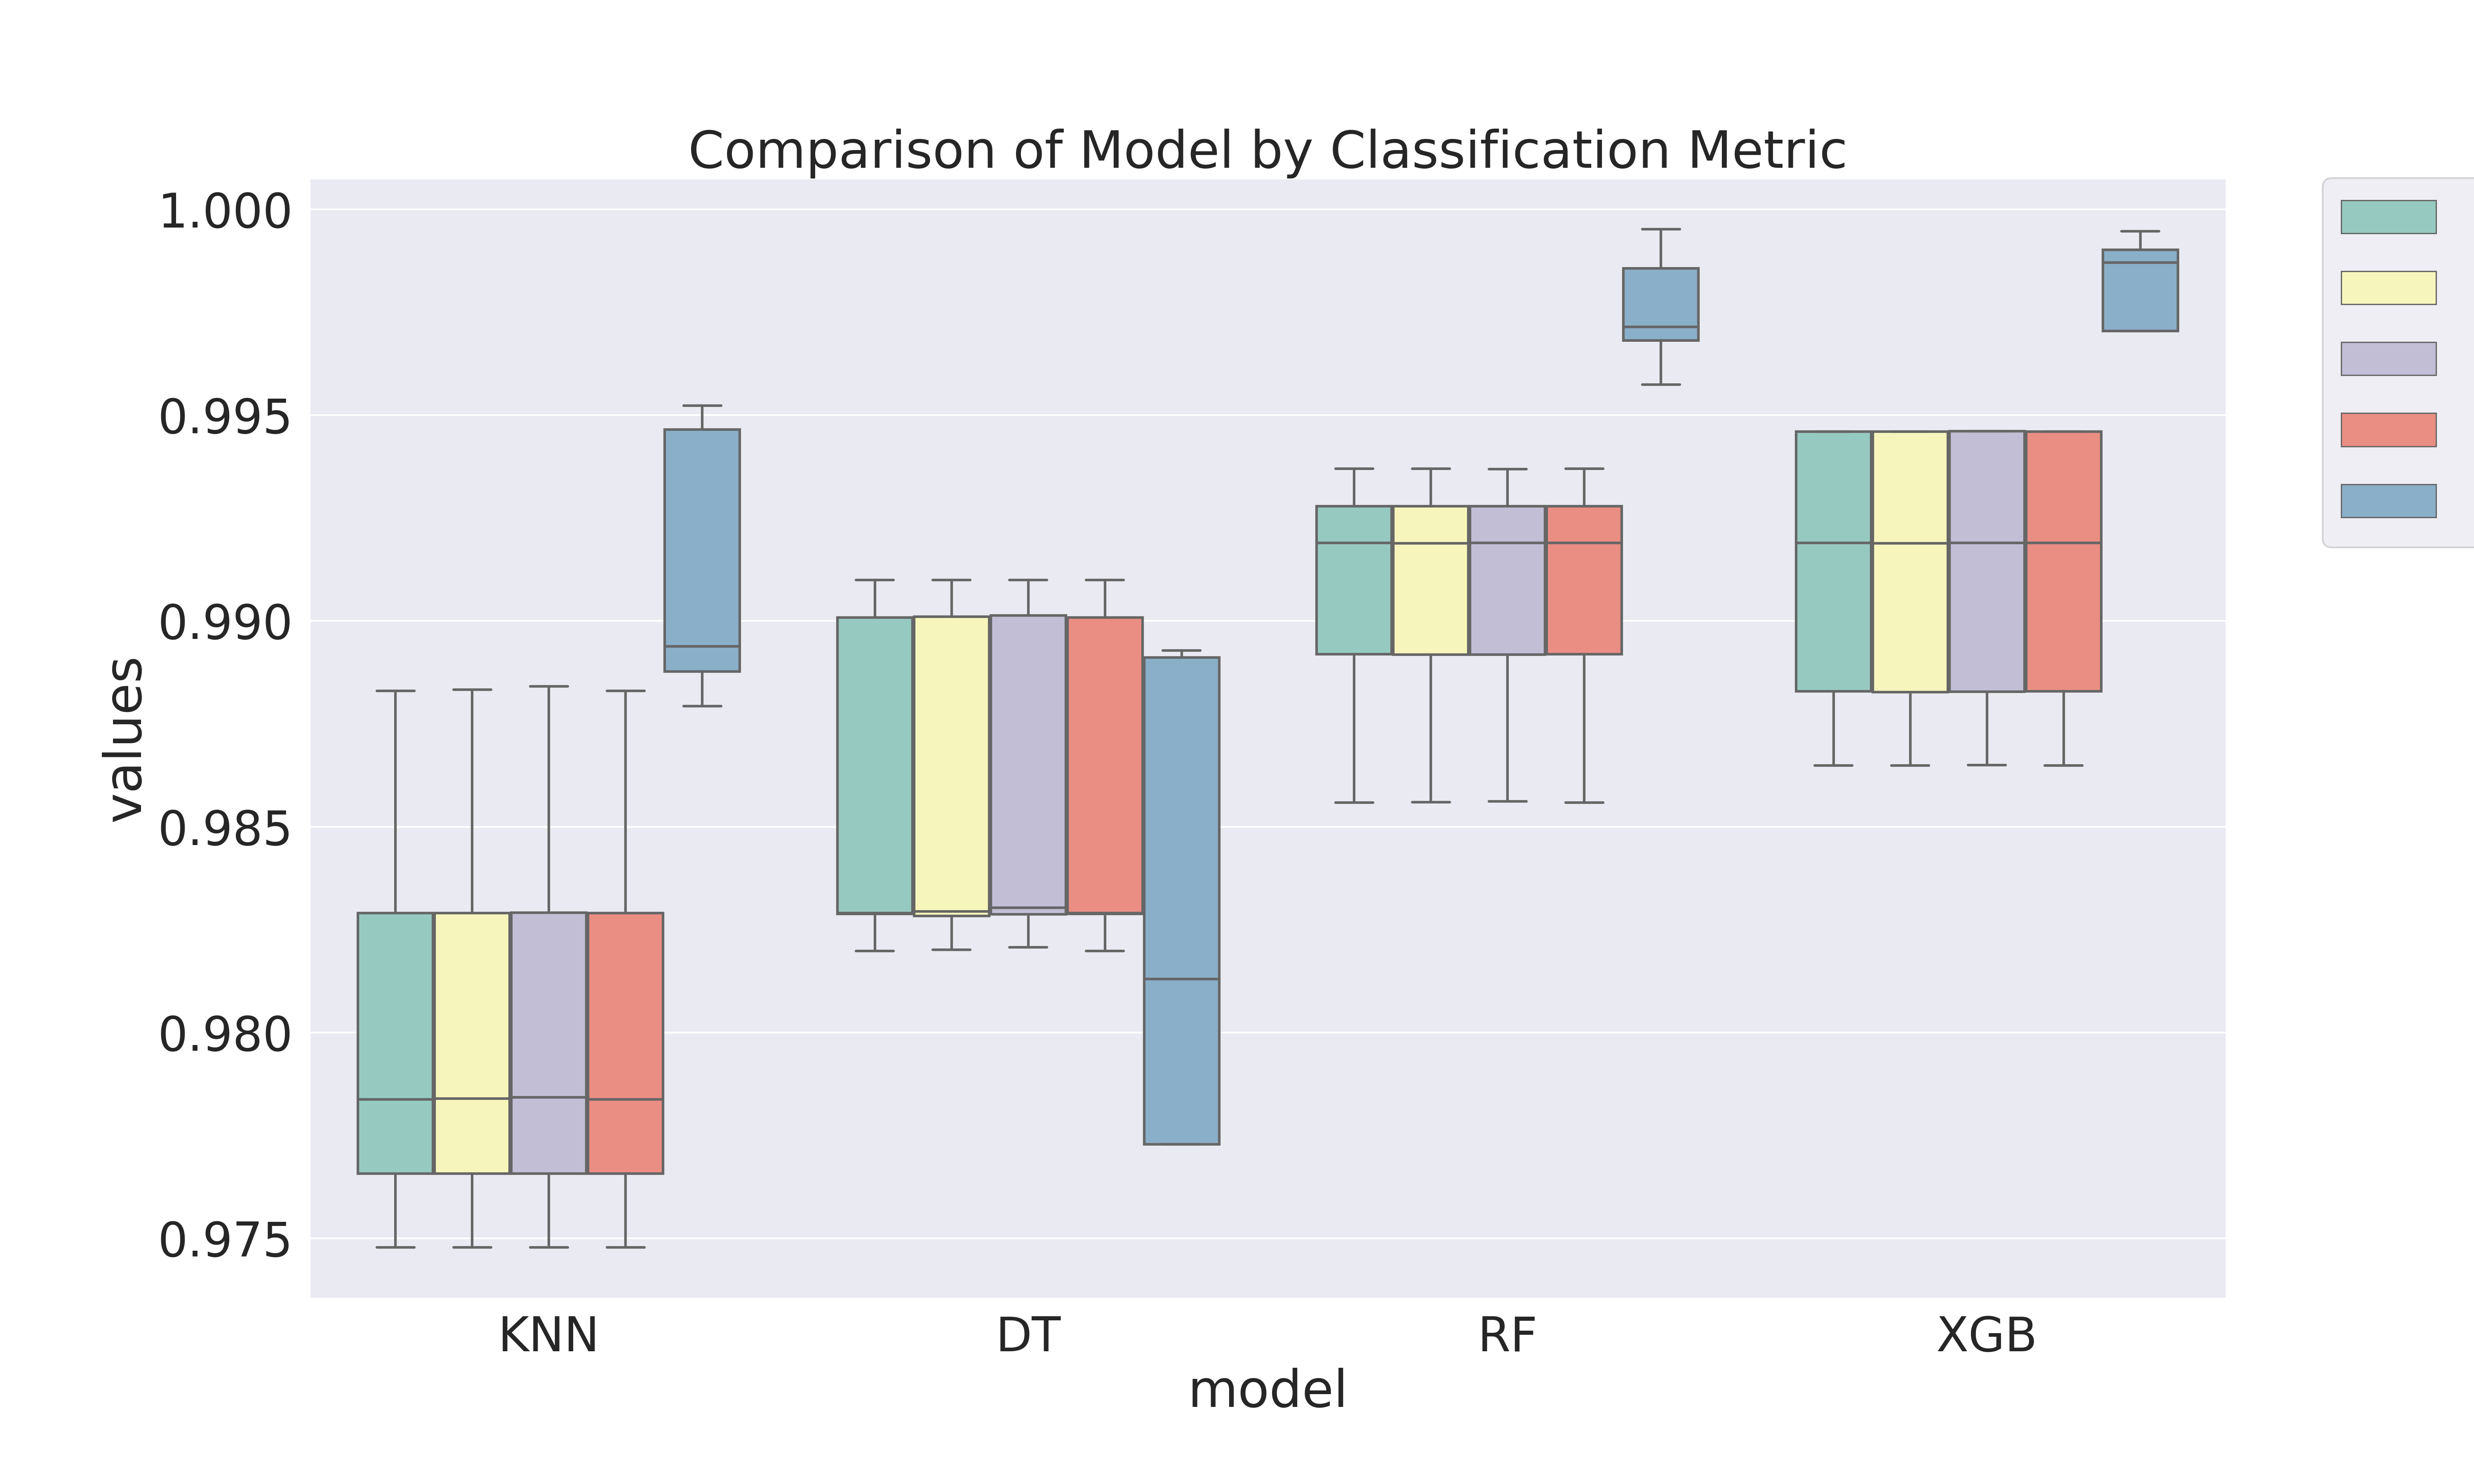 Comparison of Model by Classification Metric
1.000
0.995
0.990
0.985
0.980
0.975
values
KNN DT RF XGB
model